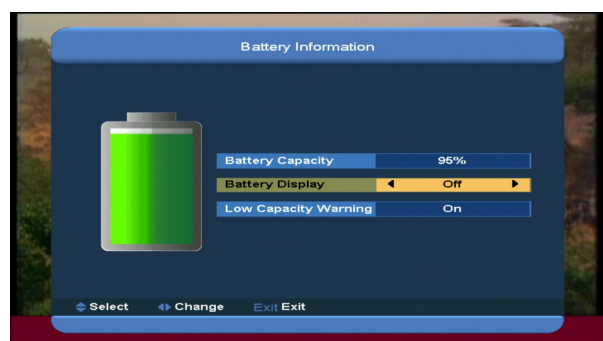 Battery Information
Battery Capacity 95%
Battery Display Off
Low Capacity Warning On
Select Change Exit Exit